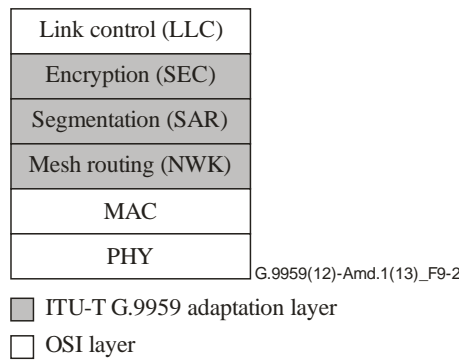 Link control (LLC)
Encryption (SEC)
Segmentation (SAR)
Mesh routing (NWK)
MAC
PHY
G.9959(12)-Amd.1(13)_F9-2
ITU-T G.9959 adaptation layer
OSI layer